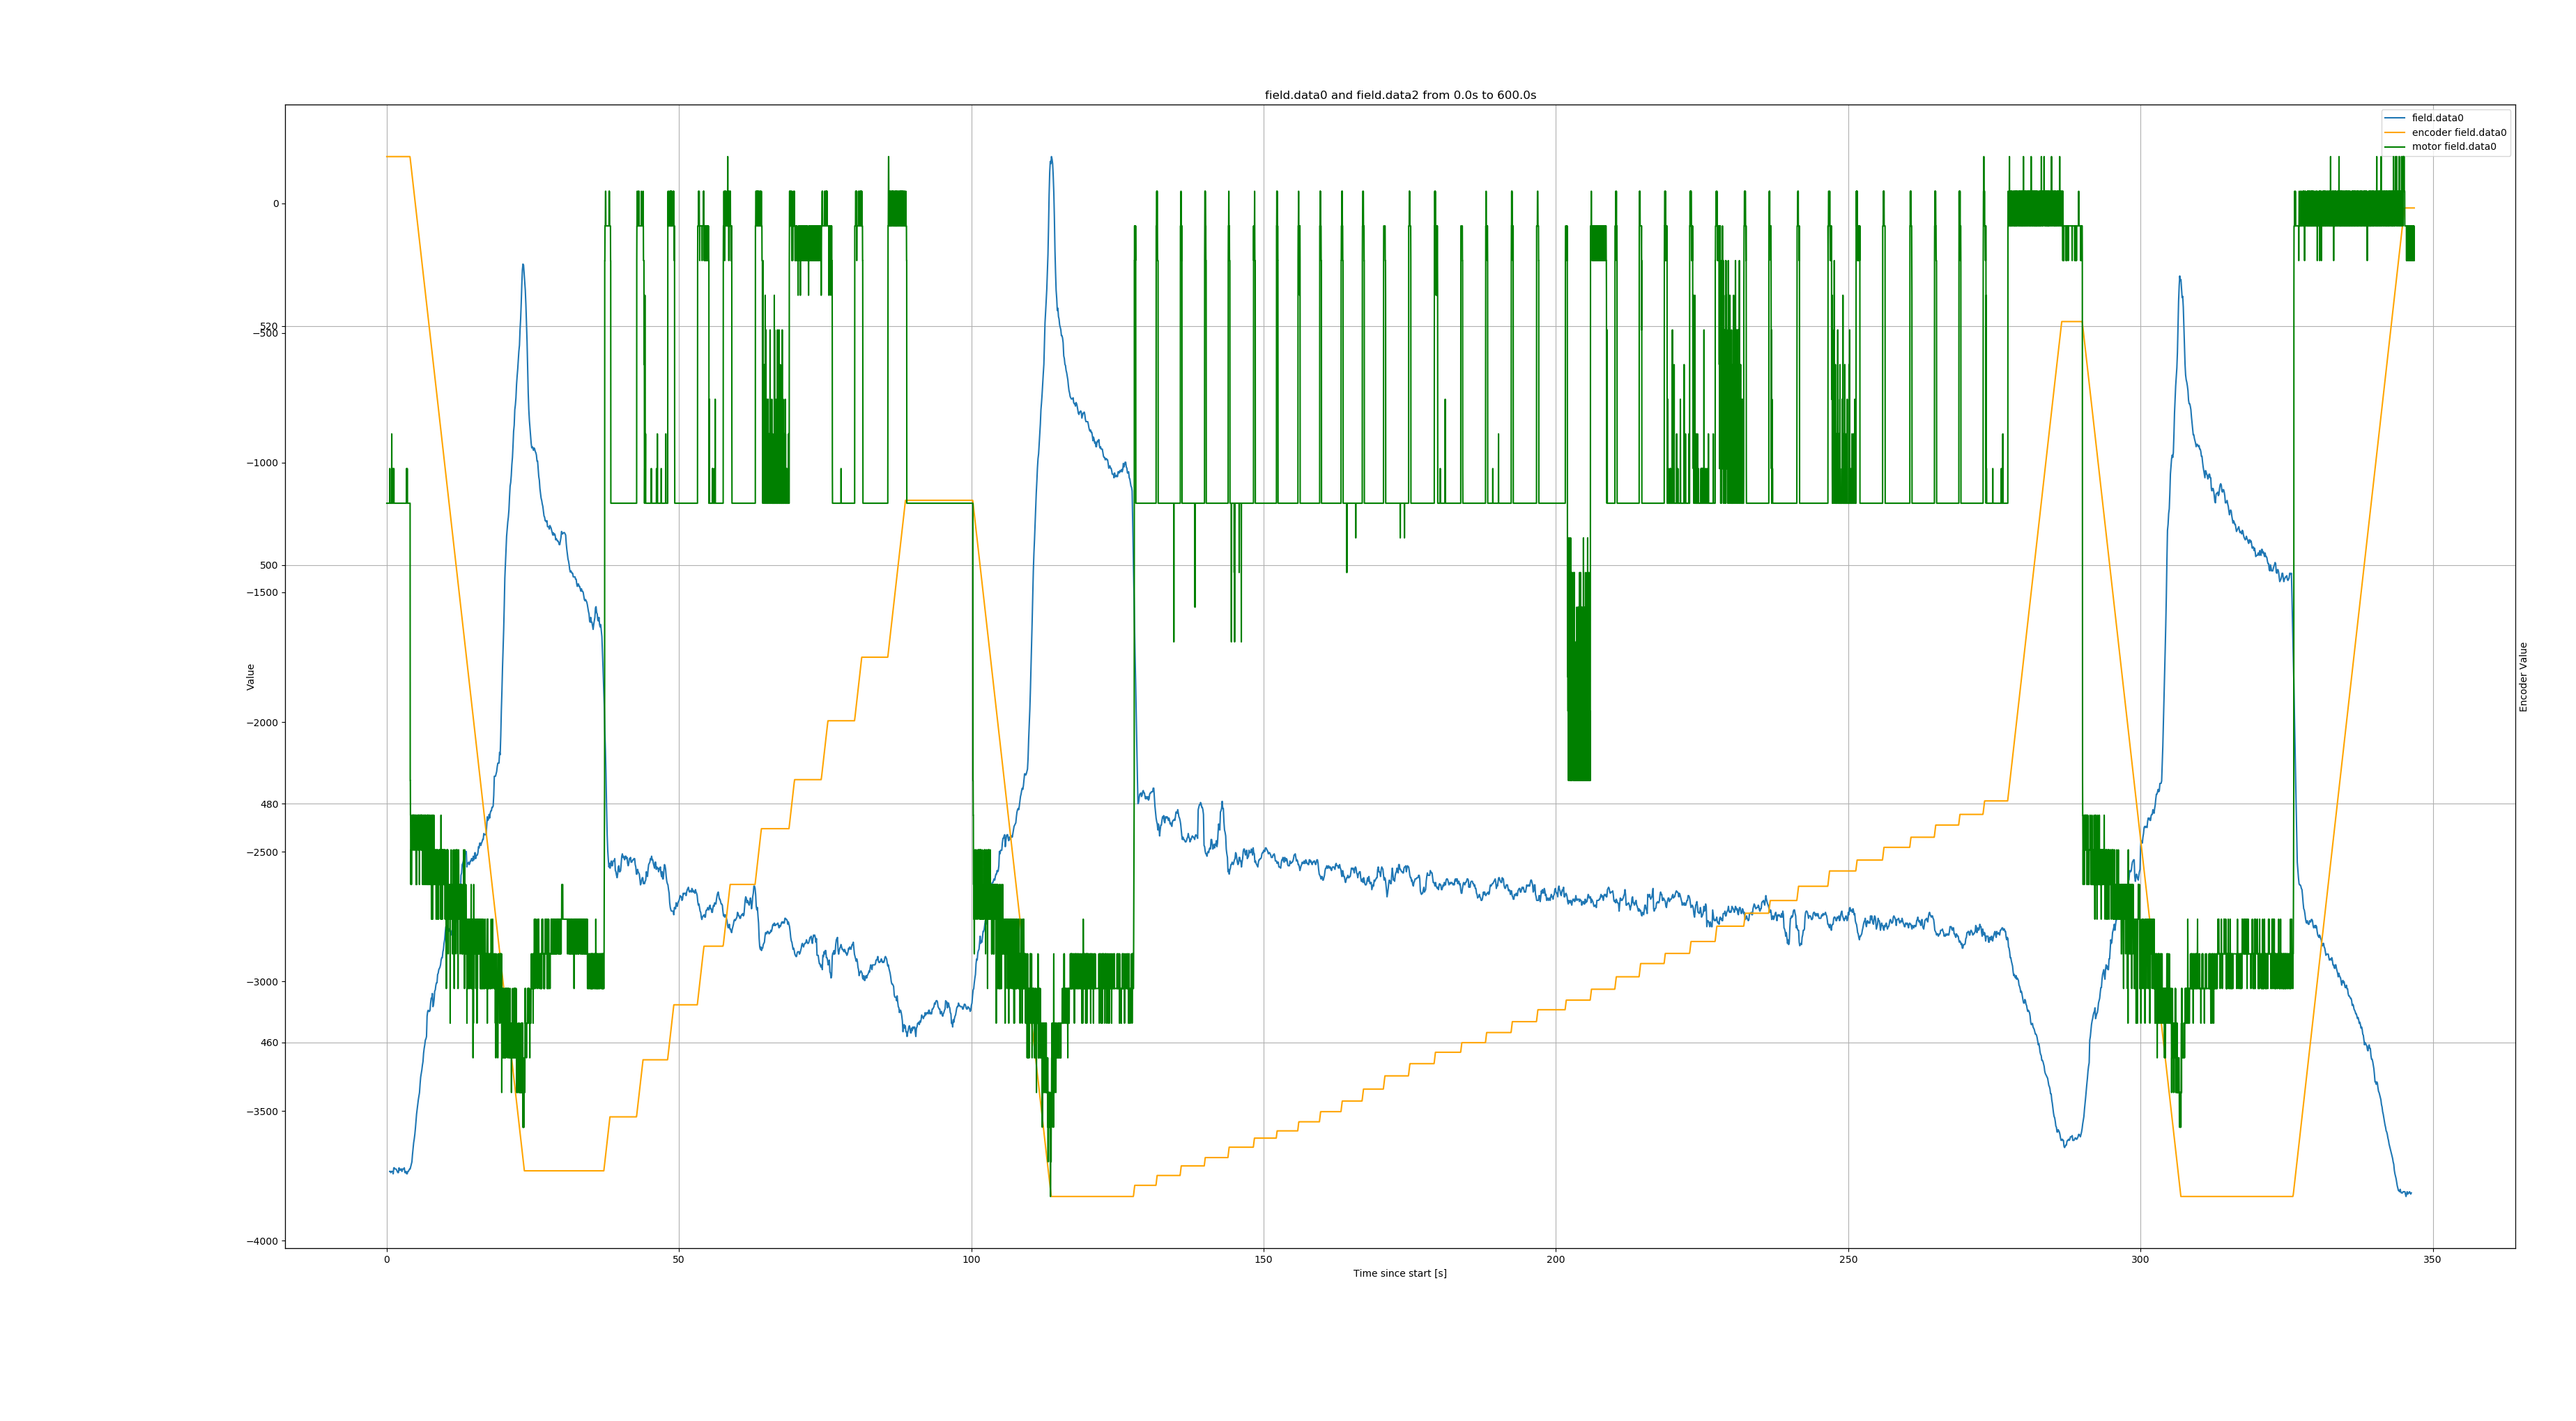 field.data0 and field.data2 from 0.0s to 600.0s
field.data0
encoder field.data0
motor field.data0
0
520
−500
−1000
500
−1500
−2000
480
−2500
−3000
460
−3500
−4000
Value
Encoder Value
0 50 100 150 200 250 300 350
Time since start [s]